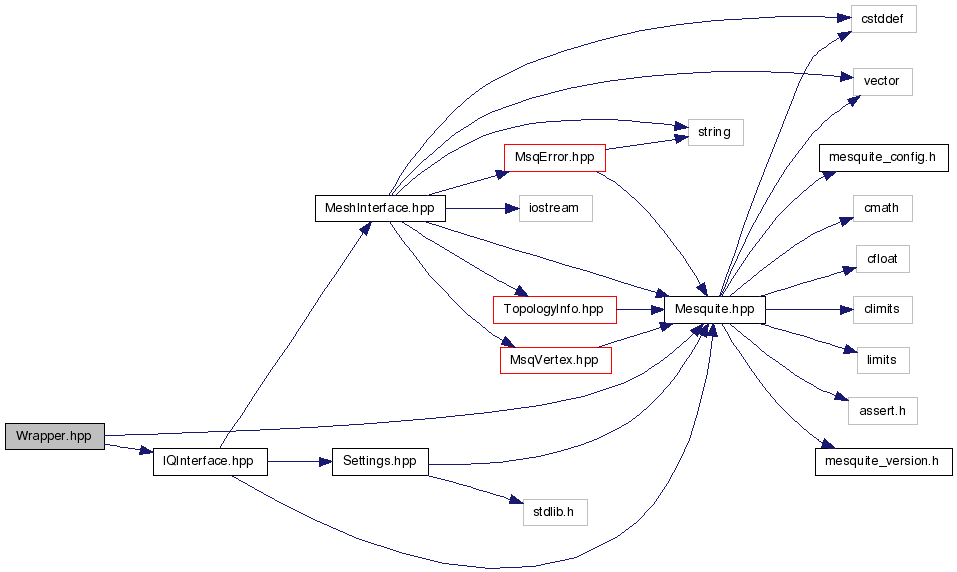 cstddef
vector
string
MsqError.hpp
mesquite_config.h
MeshInterface.hpp
iostream
cmath
cfloat
TopologyInfo.hpp
Mesquite.hpp
climits
MsqVertex.hpp
limits
assert.h
Wrapper.hpp
IQInterface.hpp
Settings.hpp
mesquite_version.h
stdlib.h